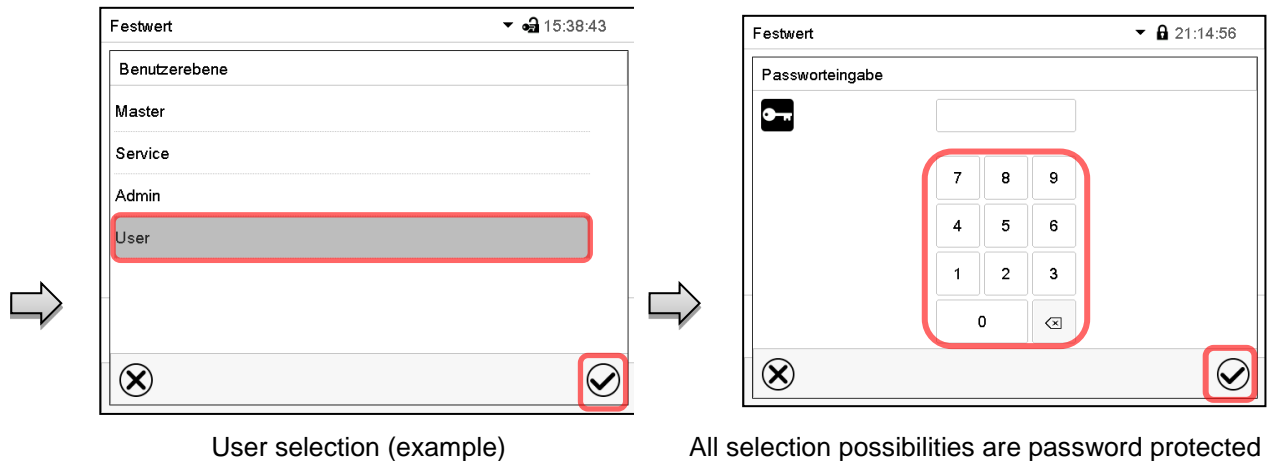 Festwert 15:38:43
Benutzerebene
Master
Service
Admin
User
User selection (example)
Festwert 21:14:56
Passworteingabe
7 8 9
4 5 6
1 2 3
0
All selection possibilities are password protected